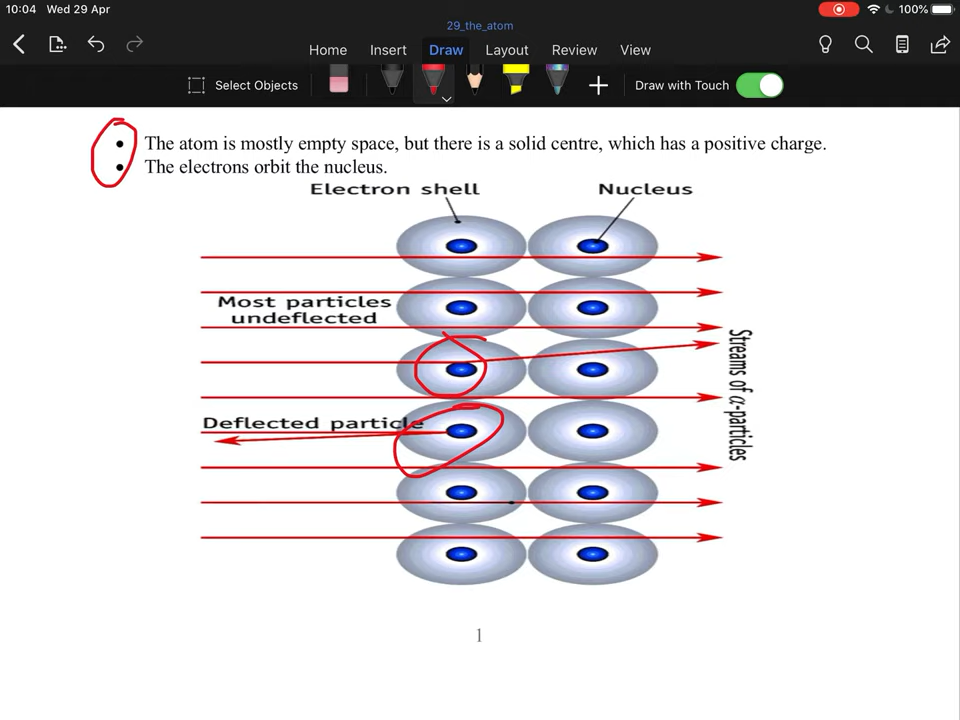 10:04 Wed 29 Apr
100%
29_the_atom
Home Insert Draw Layout Review View
Select Objects
Draw with Touch
• The atom is mostly empty space, but there is a solid centre, which has a positive charge.
• The electrons orbit the nucleus.
Electron shell
Nucleus
Most particles
undeflected
Deflected particle
Streams of α-particles
1